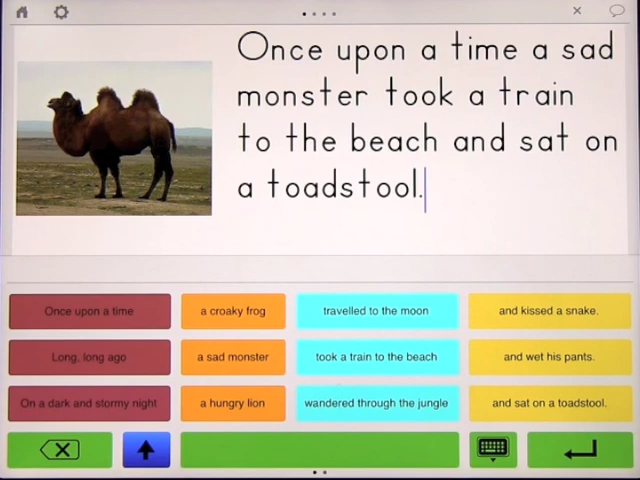 Once upon a time a sad
monster took a train
to the beach and sat on
a toadstool.
Once upon a time
a croaky frog
travelled to the moon
and kissed a snake.
Long, long ago
a sad monster
took a train to the beach
and wet his pants.
On a dark and stormy night
a hungry lion
wandered through the jungle
and sat on a toadstool.